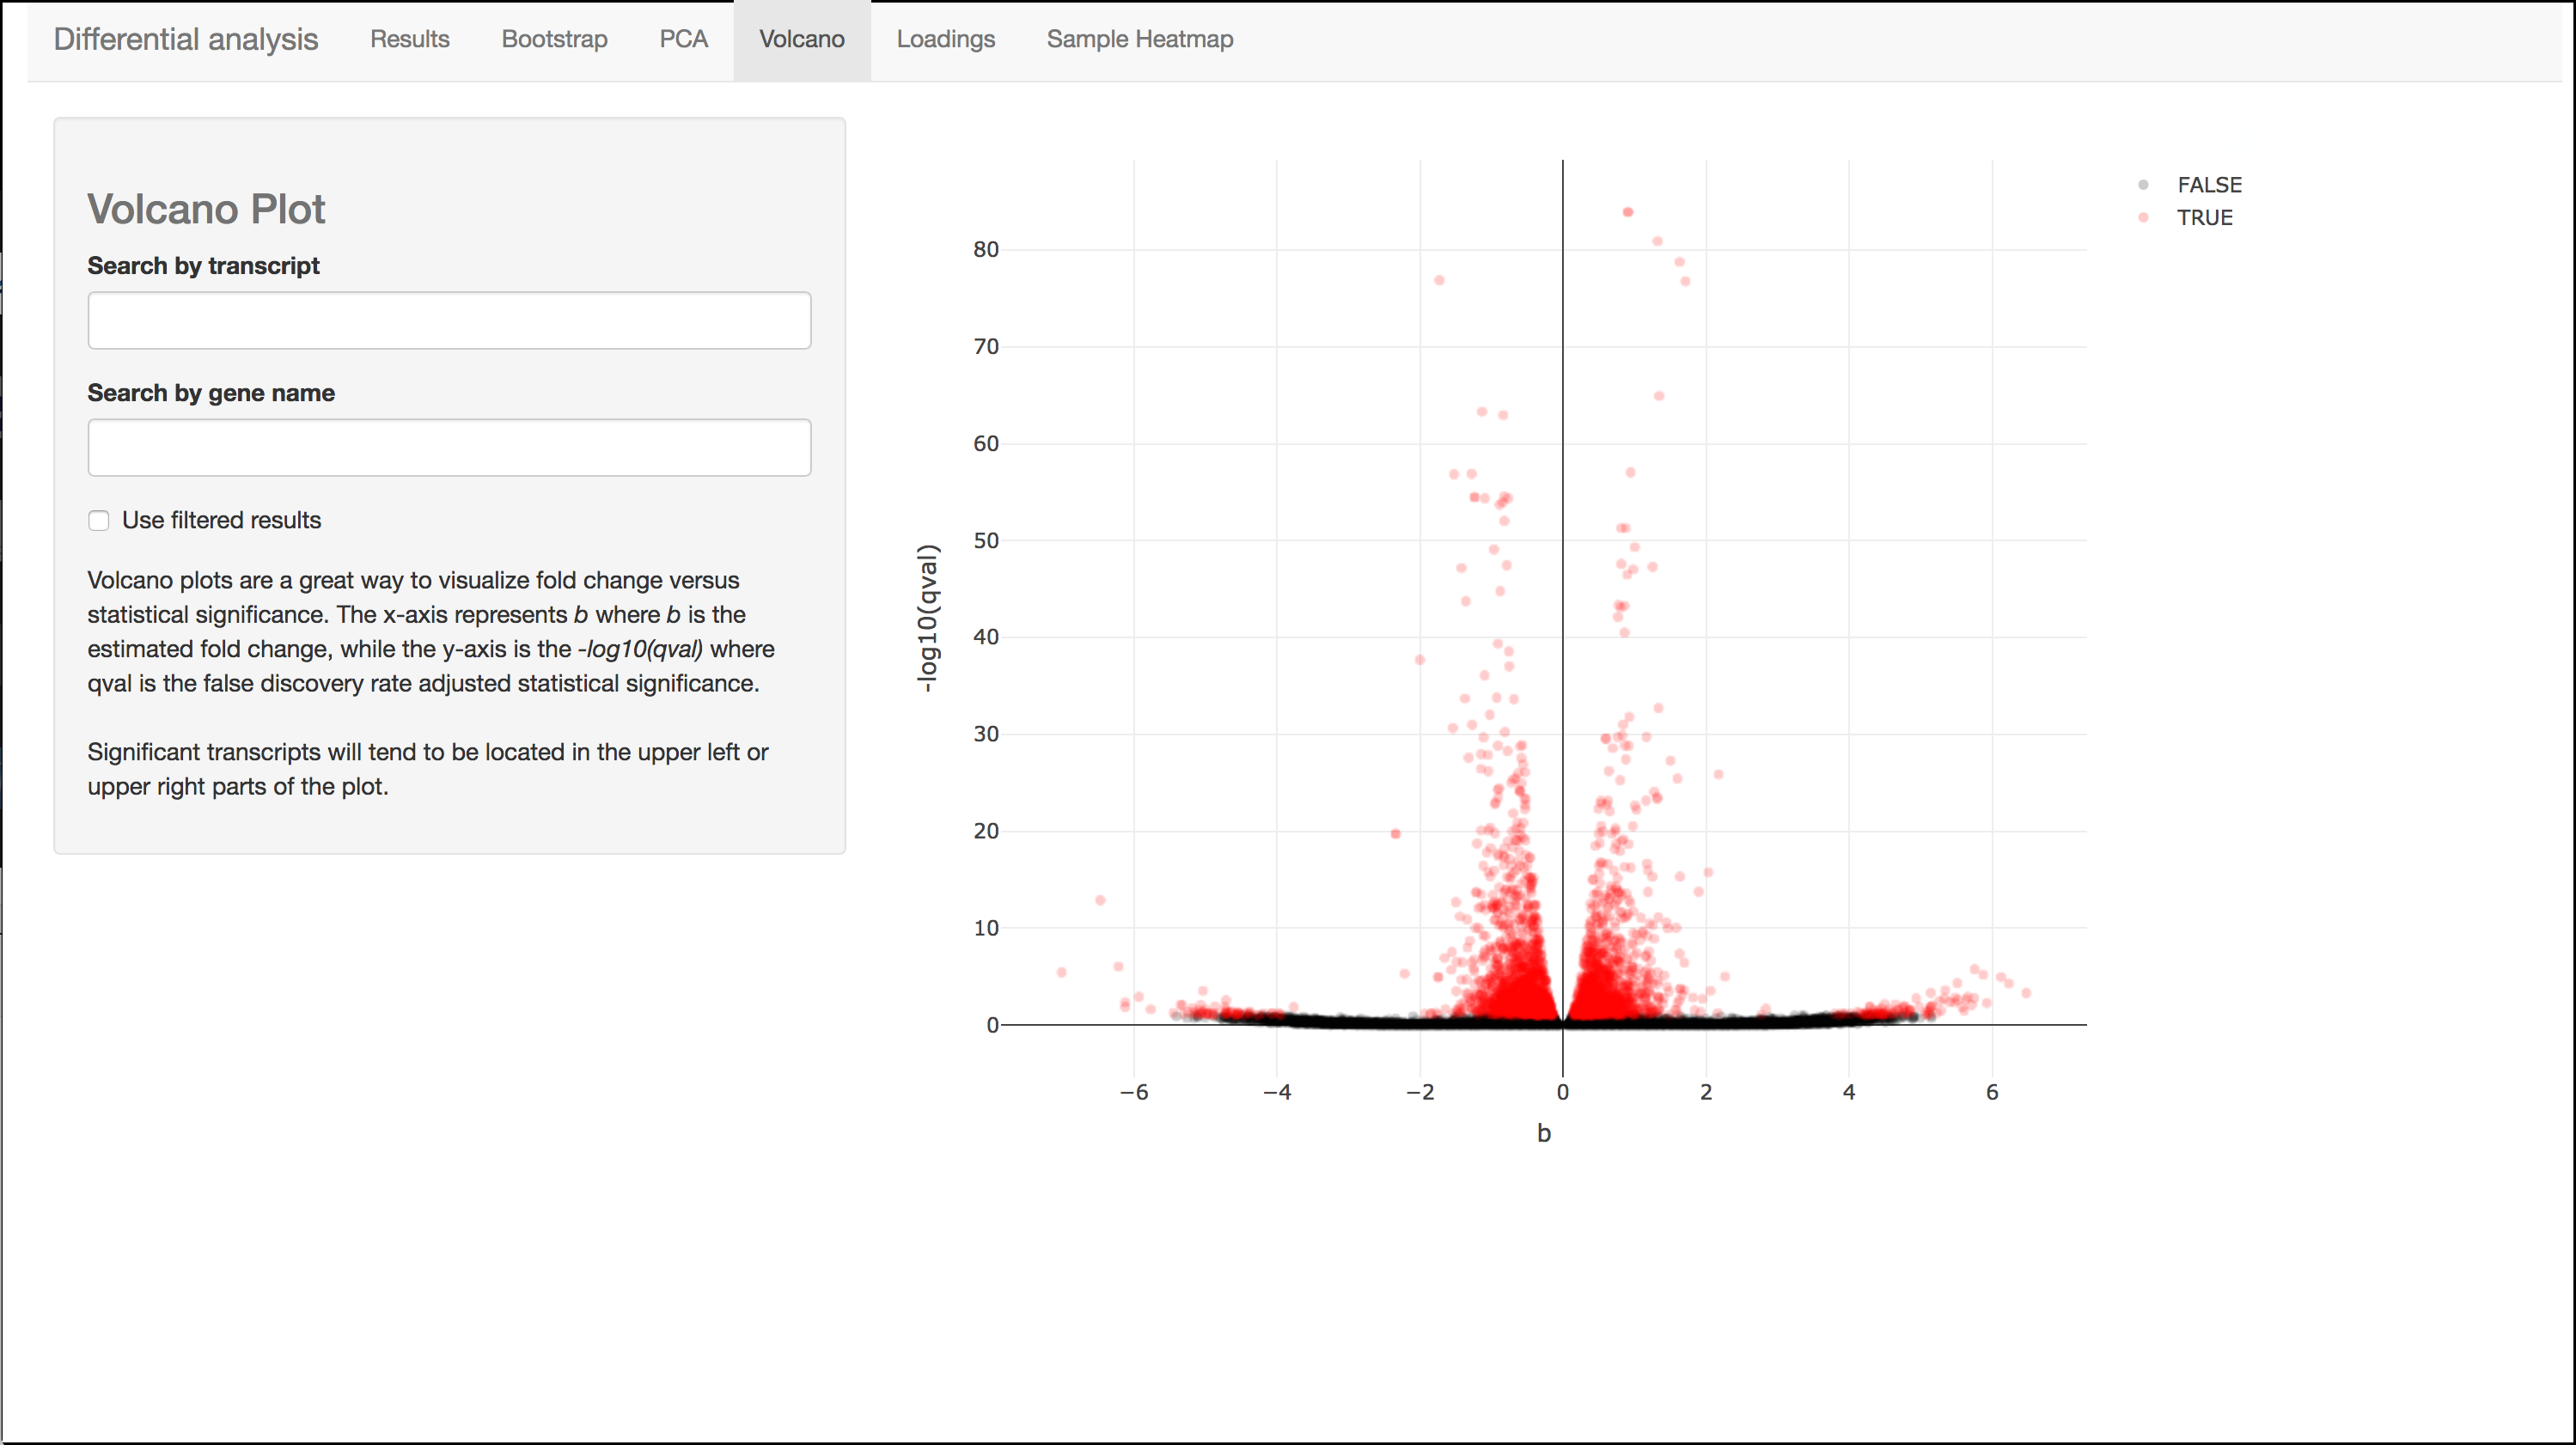 Differential analysis Results Bootstrap PCA Volcano Loadings Sample Heatmap
Volcano Plot
Search by transcript
Search by gene name
Use filtered results
Volcano plots are a great way to visualize fold change versus
statistical significance. The x-axis represents b where b is the
estimated fold change, while the y-axis is the -log10(qval) where
qval is the false discovery rate adjusted statistical significance.
Significant transcripts will tend to be located in the upper left or
upper right parts of the plot.
-log10(qval)
80
70
60
50
40
30
20
10
0
−6 −4 −2 0 2 4 6
b
FALSE
TRUE